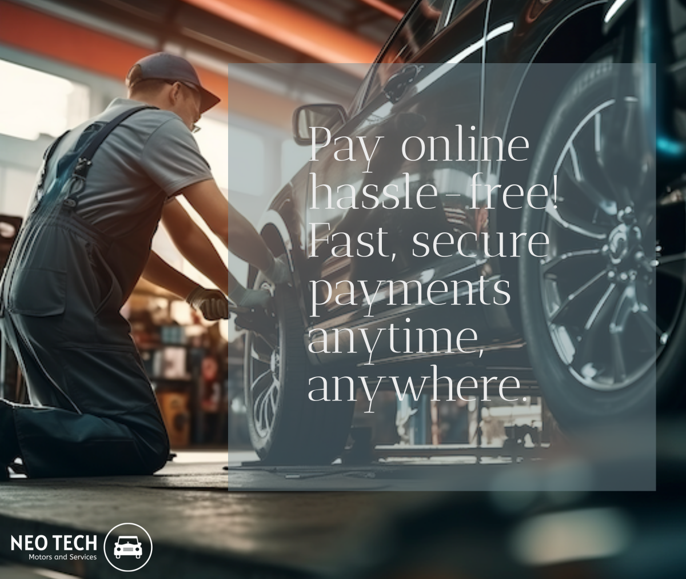 Pay online
hassle-free!
Fast, secure
payments
anytime,
anywhere.
NEO TECH
Motors and Services